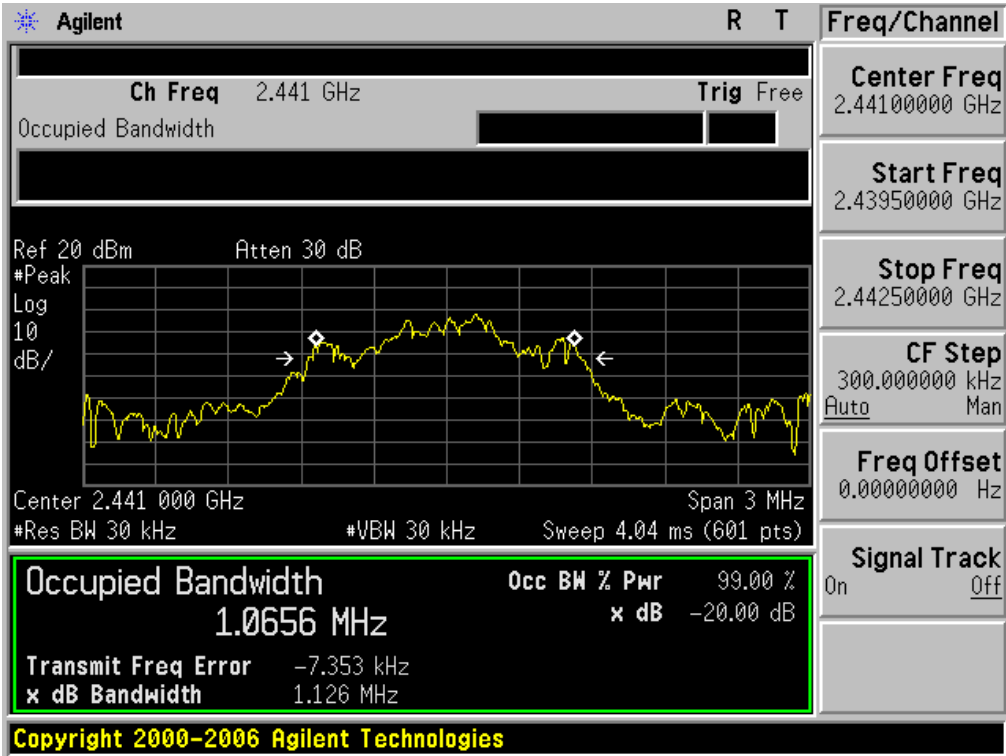 Agilent R T Freq/Channel
Ch Freq 2.441 GHz Trig Free
Occupied Bandwidth
Center Freq
2.44100000 GHz
Start Freq
2.43950000 GHz
Stop Freq
2.44250000 GHz
CF Step
300.000000 kHz
Auto Man
Freq Offset
0.00000000 Hz
Signal Track
On Off
Ref 20 dBm Atten 30 dB
#Peak
Log
10
dB/
Center 2.441 000 GHz Span 3 MHz
#Res BW 30 kHz #VBW 30 kHz Sweep 4.04 ms (601 pts)
Occupied Bandwidth Occ BW % Pwr 99.00 %
1.0656 MHz x dB -20.00 dB
Transmit Freq Error -7.353 kHz
x dB Bandwidth 1.126 MHz
Copyright 2000-2006 Agilent Technologies